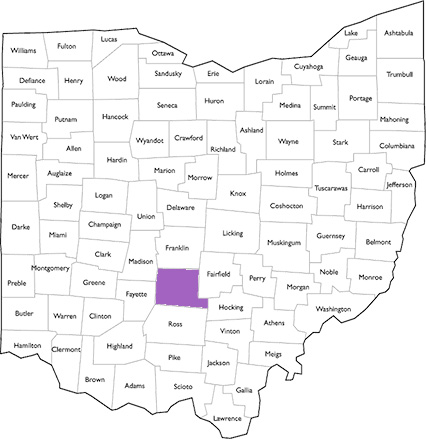 Williams
Fulton
Lucas
Ottawa
Lake
Ashtabula
Geauga
Cuyahoga
Trumbull
Defiance
Henry
Wood
Sandusky
Erie
Lorain
Paulding
Putnam
Hancock
Seneca
Huron
Medina
Summit
Portage
Mahoning
Van Wert
Allen
Wyandot
Crawford
Richland
Ashland
Wayne
Stark
Columbiana
Mercer
Auglaize
Hardin
Marion
Morrow
Knox
Holmes
Tuscarawas
Carroll
Jefferson
Shelby
Logan
Union
Delaware
Coshocton
Harrison
Darke
Miami
Champaign
Franklin
Licking
Muskingum
Guernsey
Belmont
Clark
Madison
Fairfield
Perry
Noble
Monroe
Preble
Montgomery
Greene
Fayette
Morgan
Washington
Butler
Warren
Clinton
Ross
Hocking
Athens
Vinton
Hamilton
Clermont
Highland
Pike
Jackson
Meigs
Brown
Adams
Scioto
Gallia
Lawrence